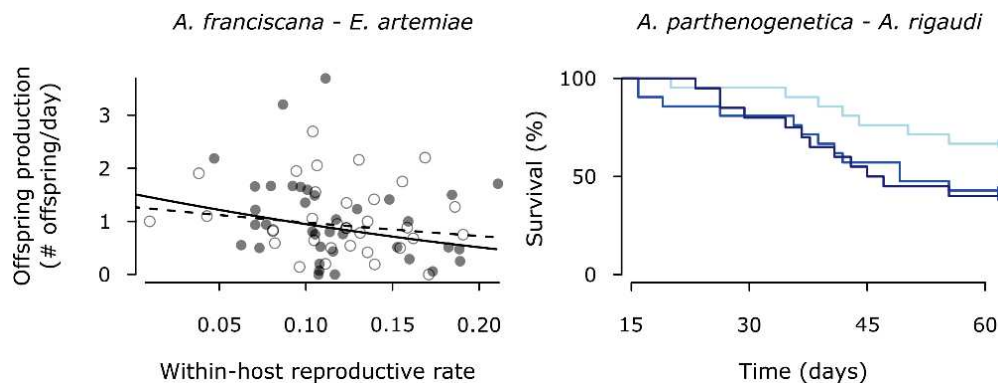 A. franciscana - E. artemiae
Offspring production
(# offspring/day)
3
2
1
0
0.05 0.10 0.15 0.20
Within-host reproductive rate
A. parthenogenetica - A. rigaudi
Survival (%)
100
50
0
15 30 45 60
Time (days)